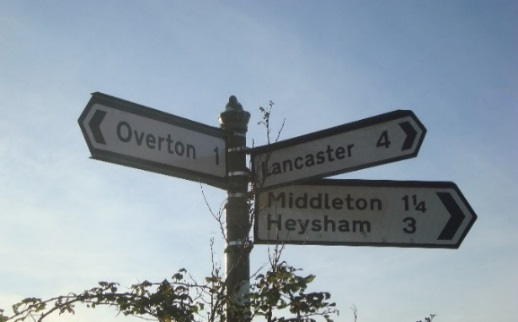 Overton 1
Lancaster 4
Middleton 1¼
Heysham 3